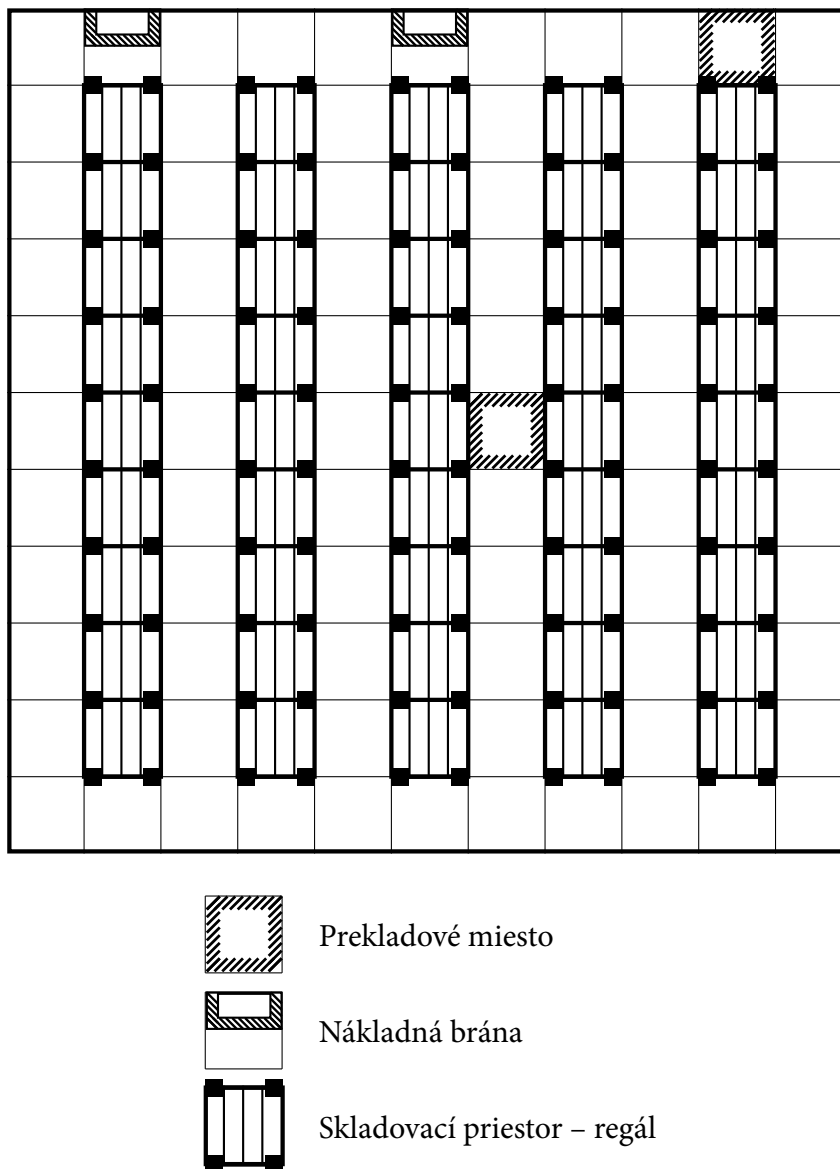 Prekladové miesto
Nákladná brána
Skladovací priestor – regál